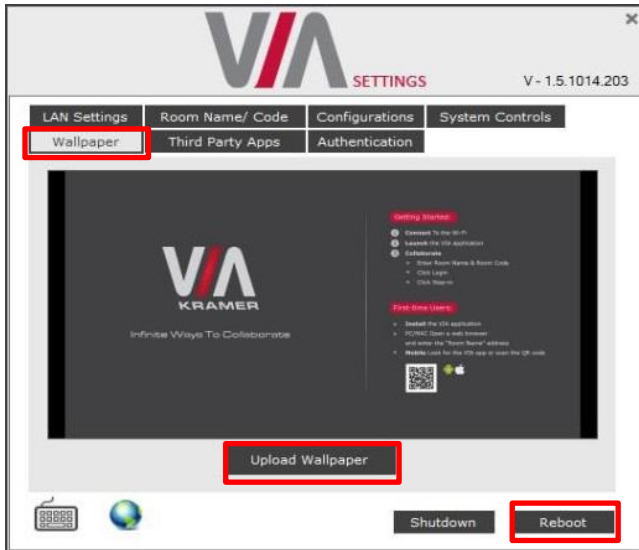 VIA
SETTINGS
V - 1.5.1014.203
LAN Settings Room Name/ Code Configurations System Controls
Wallpaper Third Party Apps Authentication
VIA
KRAMER
Infinite Ways To Collaborate
Getting Started:
1 Connect To the Wi-Fi
2 Launch the VIA application
3 Collaborate
Enter Room Name & Room Code
Click Login
Click Step-in
First-time Users:
Install the VIA application
PC/MAC Open a web browser
and enter the "Room Name" address
Mobile Look for the VIA app or scan the QR code
Upload Wallpaper
Shutdown Reboot